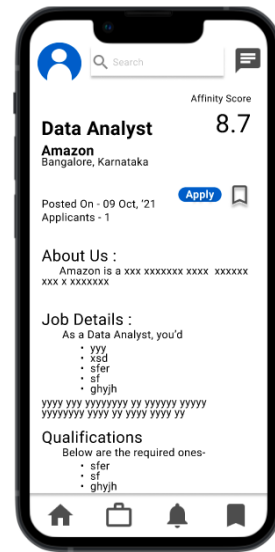 Search
Affinity Score
Data Analyst
8.7
Amazon
Bangalore, Karnataka
Posted On - 09 Oct, '21
Apply
Applicants - 1
About Us :
Amazon is a xxx xxxxxxx xxxx xxxxxx
xxx x xxxxxxx
Job Details :
As a Data Analyst, you'd
• yyy
• xsd
• sfer
• sf
• ghyjh
yyyy yyy yyyyyyyy yy yyyyyy yyyyy
yyyyyyyy yyyy yy yyyy yyyy yy
Qualifications
Below are the required ones-
• sfer
• sf
• ghyjh